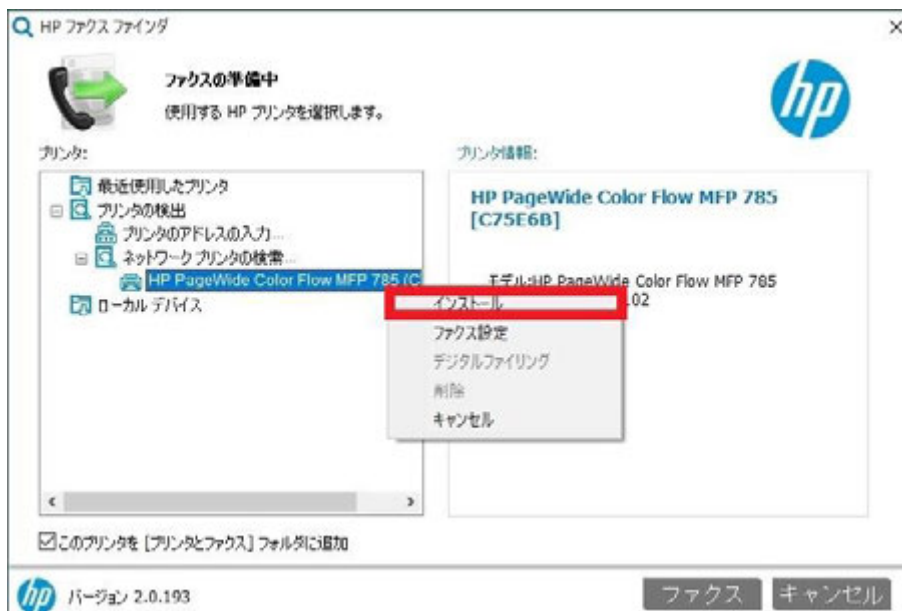 HP ファクス ファインダ
ファクスの準備中
使用する HP プリンタを選択します。
hp
プリンタ:
プリンタ情報:
最近使用したプリンタ
プリンタの検出
プリンタのアドレスの入力...
ネットワーク プリンタの検索...
HP PageWide Color Flow MFP 785 (C
ローカル デバイス
HP PageWide Color Flow MFP 785
[C75E6B]
モデル:HP PageWide Color Flow MFP 785
.02
インストール
ファクス設定
デジタルファイリング
削除
キャンセル
このプリンタを [プリンタとファクス] フォルダに追加
hp
バージョン 2.0.193
ファクス
キャンセル